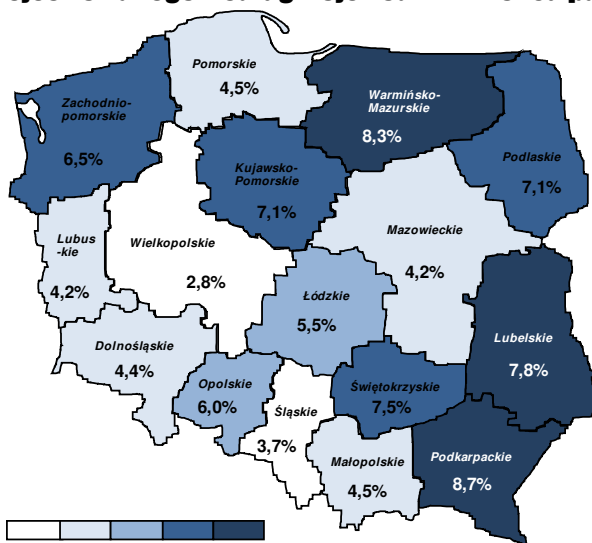 Pomorskie
4,5%
Warmińsko-
Mazurskie
8,3%
Zachodnio-
pomorskie
6,5%
Podlaskie
7,1%
Kujawsko-
Pomorskie
7,1%
Lubus
-kie
4,2%
Wielkopolskie
2,8%
Mazowieckie
4,2%
Łódzkie
5,5%
Lubelskie
7,8%
Dolnośląskie
4,4%
Opolskie
6,0%
Śląskie
3,7%
Świętokrzyskie
7,5%
Małopolskie
4,5%
Podkarpackie
8,7%